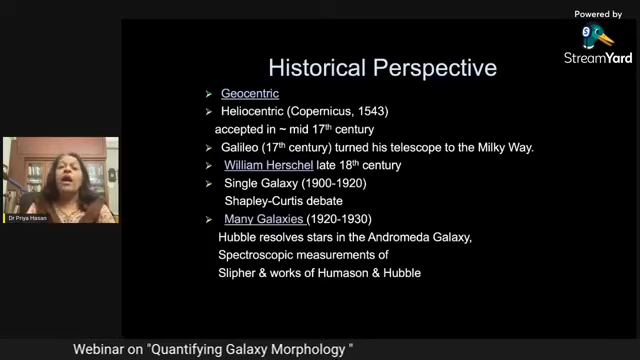 Powered by
S
StreamYard
Historical Perspective
Geocentric
Heliocentric (Copernicus, 1543)
accepted in ~ mid 17th century
Galileo (17th century) turned his telescope to the Milky Way.
William Herschel late 18th century
Single Galaxy (1900-1920)
Shapley-Curtis debate
Many Galaxies (1920-1930)
Hubble resolves stars in the Andromeda Galaxy,
Spectroscopic measurements of
Slipher & works of Humason & Hubble
Dr Priya Hasan
Webinar on "Quantifying Galaxy Morphology "